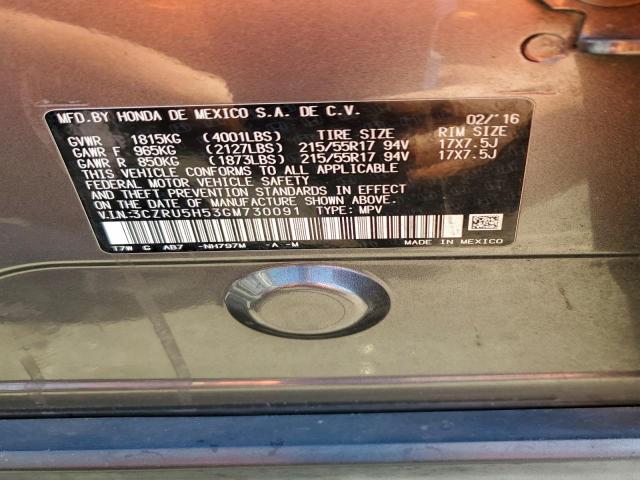 MFD.BY HONDA DE MEXICO S.A. DE C.V. 02/'16
GVWR 1815KG (4001LBS) TIRE SIZE RIM SIZE
GAWR F 965KG (2127LBS) 215/55R17 94V 17X7.5J
GAWR R 850KG (1873LBS) 215/55R17 94V 17X7.5J
THIS VEHICLE CONFORMS TO ALL APPLICABLE
FEDERAL MOTOR VEHICLE SAFETY
STANDARDS IN EFFECT ON THE
DATE OF MANUFACTURE SHOWN ABOVE.
V.I.N:3CZRU5H53GM730091 TYPE: MPV
T7W G AB7 -NH797M -A -M MADE IN MEXICO